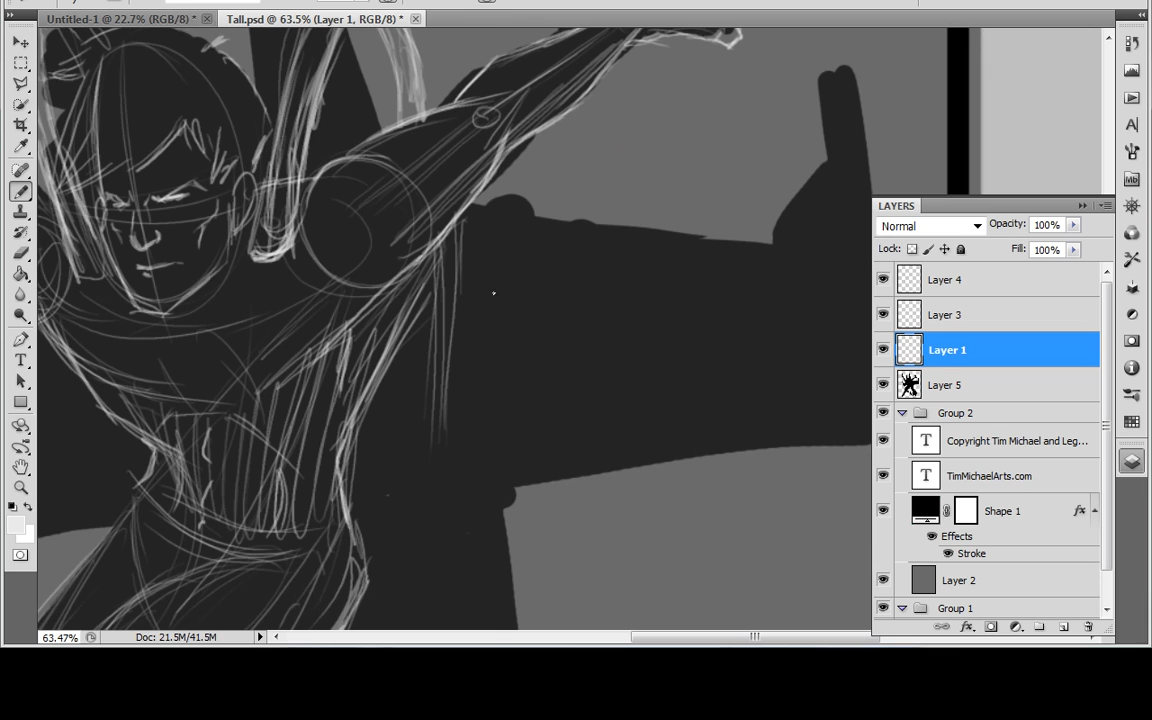 Untitled-1 @ 22.7% (RGB/8) *
Tall.psd @ 63.5% (Layer 1, RGB/8) *
LAYERS
Normal
Opacity: 100%
Lock:
Fill: 100%
Layer 4
Layer 3
Layer 1
Layer 5
Group 2
T Copyright Tim Michael and Leg...
T TimMichaelArts.com
Shape 1 fx
Effects
Stroke
Layer 2
Group 1
63.47%
Doc: 21.5M/41.5M